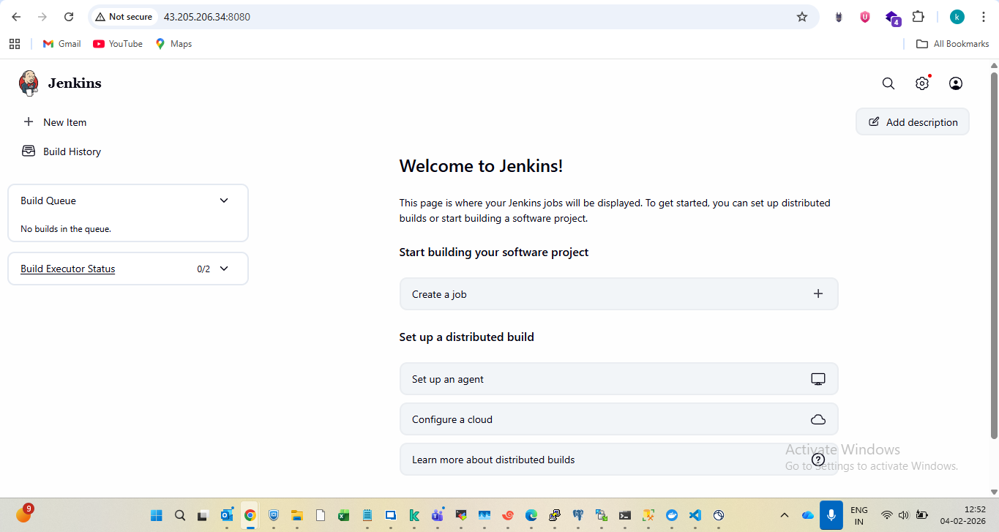 Not secure
43.205.206.34:8080
4
k
Gmail
YouTube
Maps
All Bookmarks
Jenkins
New Item
Add description
Build History
Welcome to Jenkins!
Build Queue
This page is where your Jenkins jobs will be displayed. To get started, you can set up distributed
builds or start building a software project.
No builds in the queue.
Start building your software project
Build Executor Status 0/2
Create a job
Set up a distributed build
Set up an agent
Configure a cloud
Learn more about distributed builds
Activate Windows
Go to Settings to activate Windows.
9
ENG
IN
12:52
04-02-2026